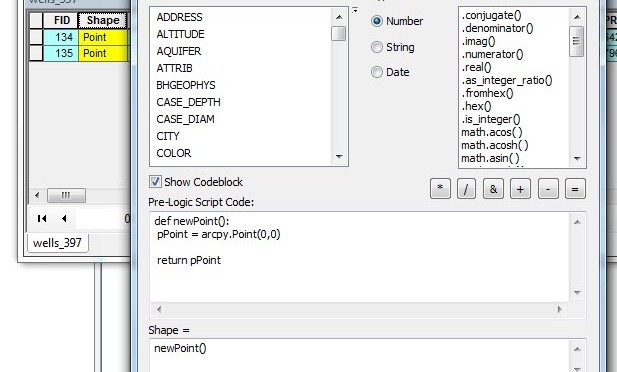 wells_397
FID Shape
134 Point
135 Point
ADDRESS
ALTITUDE
AQUIFER
ATTRIB
BHGEOPHYS
CASE_DEPTH
CASE_DIAM
CITY
COLOR
Number
String
Date
.conjugate()
.denominator()
.imag()
.numerator()
.real()
.as_integer_ratio()
.fromhex()
.hex()
.is_integer()
math.acos( )
math.acosh( )
math.asin( )
PR
Show Codeblock
* / & + - =
Pre-Logic Script Code:
def newPoint():
pPoint = arcpy.Point(0,0)
return pPoint
0
wells_397
Shape =
newPoint()